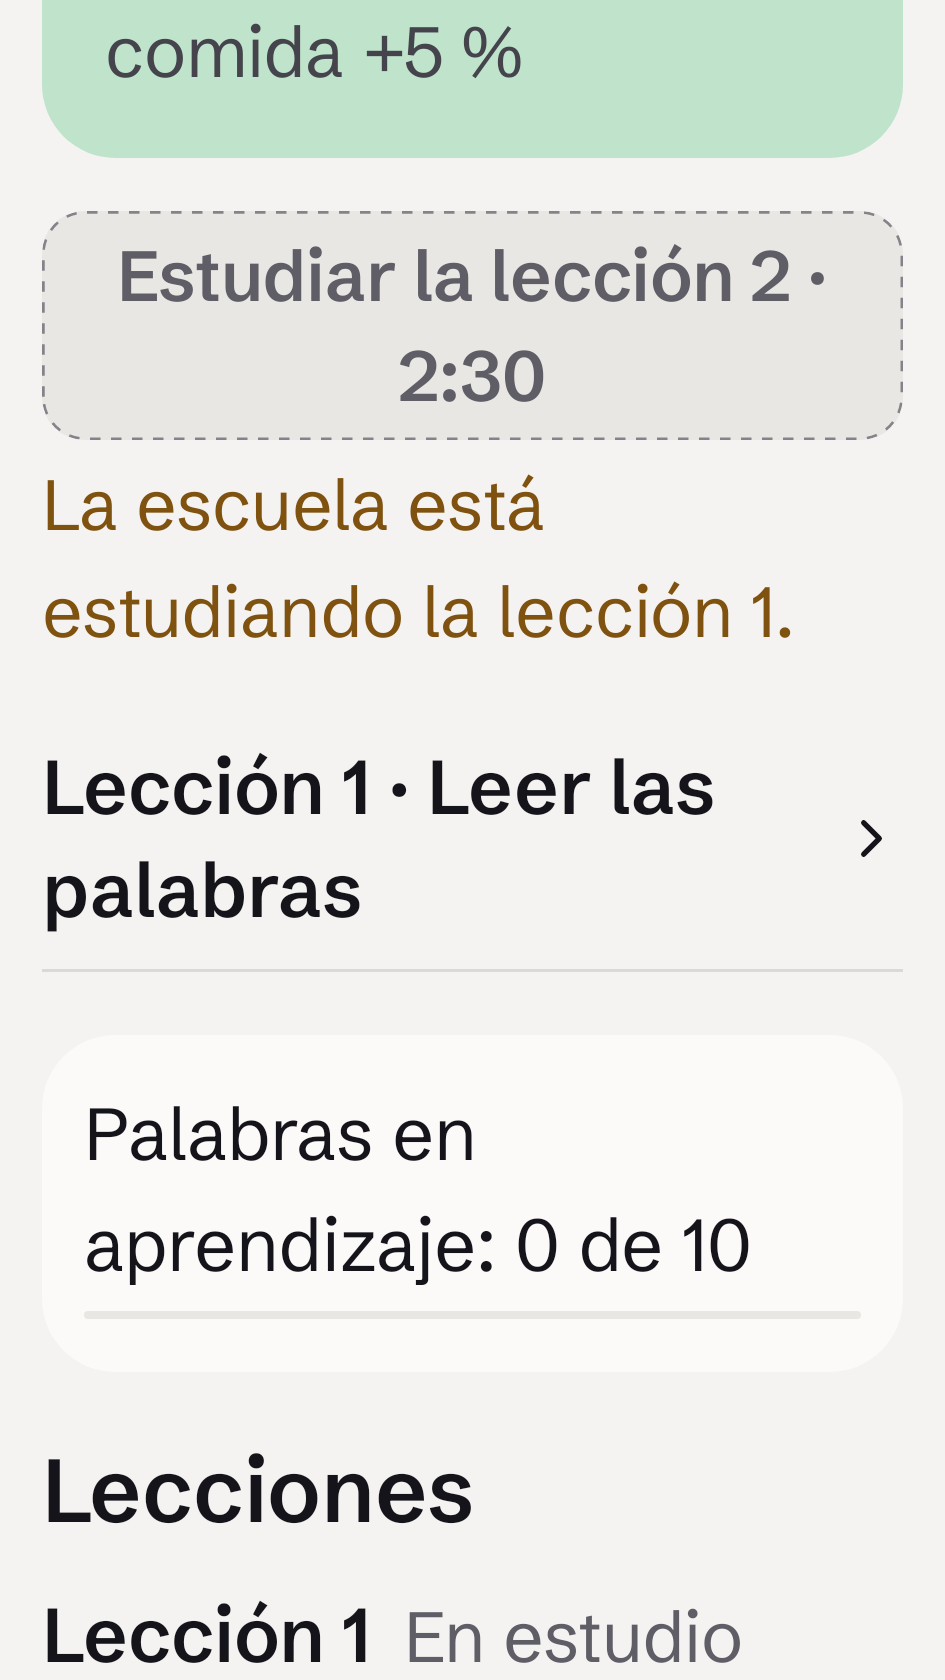 comida +5 %
Estudiar la lección 2 ·
2:30
La escuela está
estudiando la lección 1.
Lección 1 · Leer las
palabras
Palabras en
aprendizaje: 0 de 10
Lecciones
Lección 1 En estudio